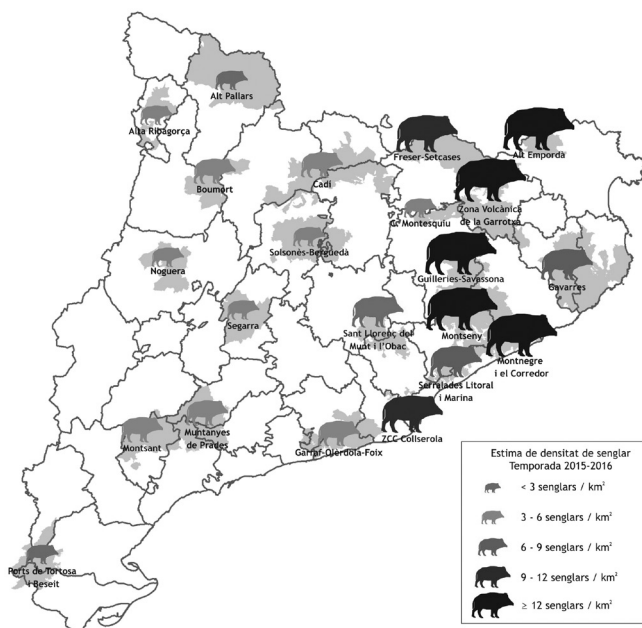 Alt Pallars
Alta Ribagorça
Freser-Setcases
Alt Empordà
Boumort
Cadí
Zona Volcànica
de la Garrotxa
C. Montesquiu
Solsonès-Berguedà
Noguera
Guilleries-Savassona
Gavarres
Segarra
Sant Llorenç del
Munt i l'Obac
Montseny
Montnegre
i el Corredor
Serralades Litoral
i Marina
Montsant
Muntanyes
de Prades
Garraf-Olèrdola-Foix
ZCC Collserola
Ports de Tortosa
i Beseit
Estima de densitat de senglar
Temporada 2015-2016
< 3 senglars / km²
3 - 6 senglars / km²
6 - 9 senglars / km²
9 - 12 senglars / km²
≥ 12 senglars / km²